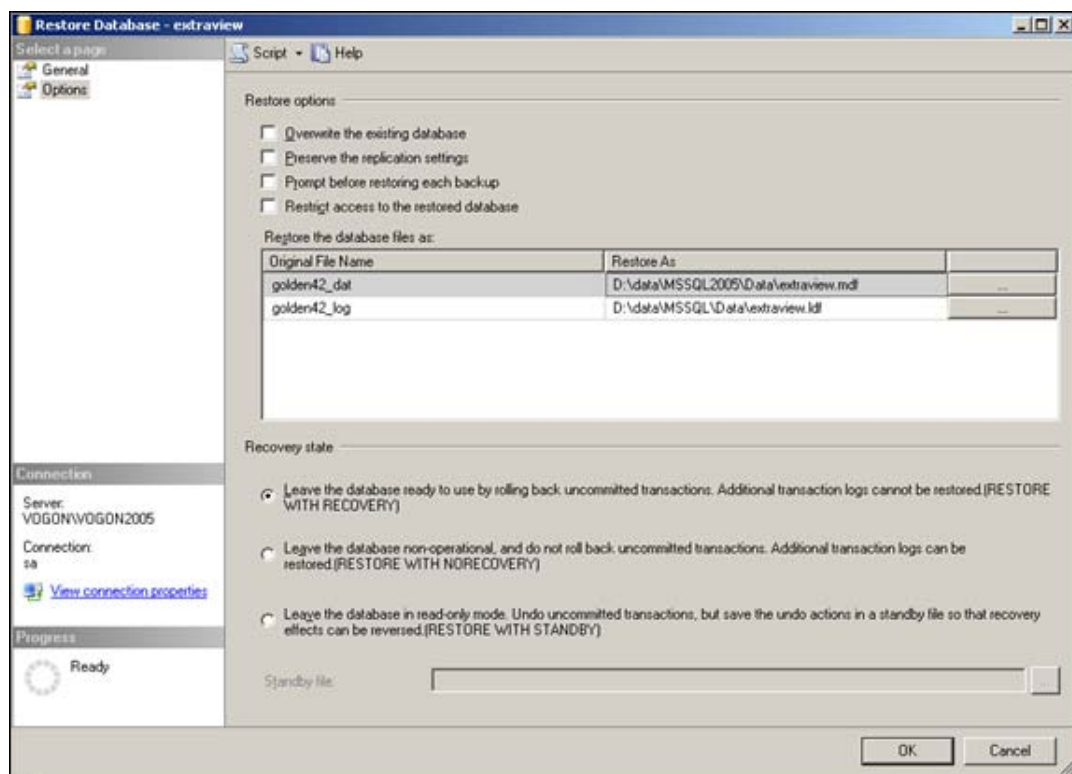 Restore Database - extraview
Select a page
General
Options
Script
Help
Restore options
Overwrite the existing database
Preserve the replication settings
Prompt before restoring each backup
Restrict access to the restored database
Restore the database files as:
Original File Name
Restore As
golden42_dat
D:\data\MSSQL2005\Data\extraview.mdf
...
golden42_log
D:\data\MSSQL\Data\extraview.ldf
...
Recovery state
Leave the database ready to use by rolling back uncommitted transactions. Additional transaction logs cannot be restored.(RESTORE
WITH RECOVERY)
Leave the database non-operational, and do not roll back uncommitted transactions. Additional transaction logs can be
restored.(RESTORE WITH NORECOVERY)
Leave the database in read-only mode. Undo uncommitted transactions, but save the undo actions in a standby file so that recovery
effects can be reversed.(RESTORE WITH STANDBY)
Standby file:
...
Connection
Server:
VOGON\VOGON2005
Connection:
sa
View connection properties
Progress
Ready
OK
Cancel